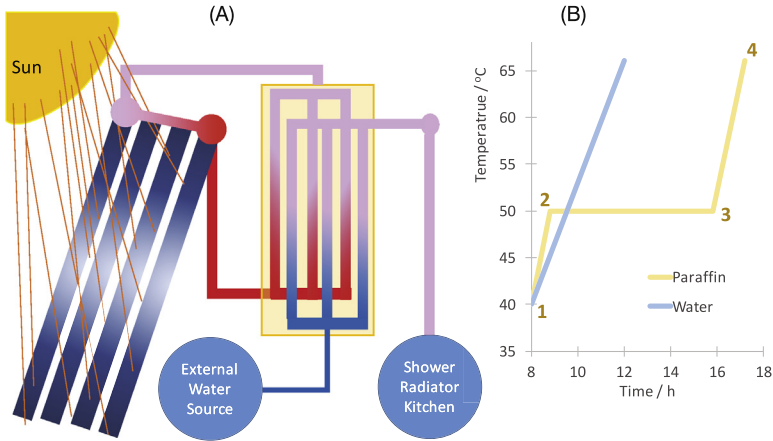 (A)
Sun
External
Water
Source
Shower
Radiator
Kitchen
(B)
Temperatrue / ºC
65
60
55
50
45
40
35
8 10 12 14 16 18
Time / h
1
2
3
4
Paraffin
Water